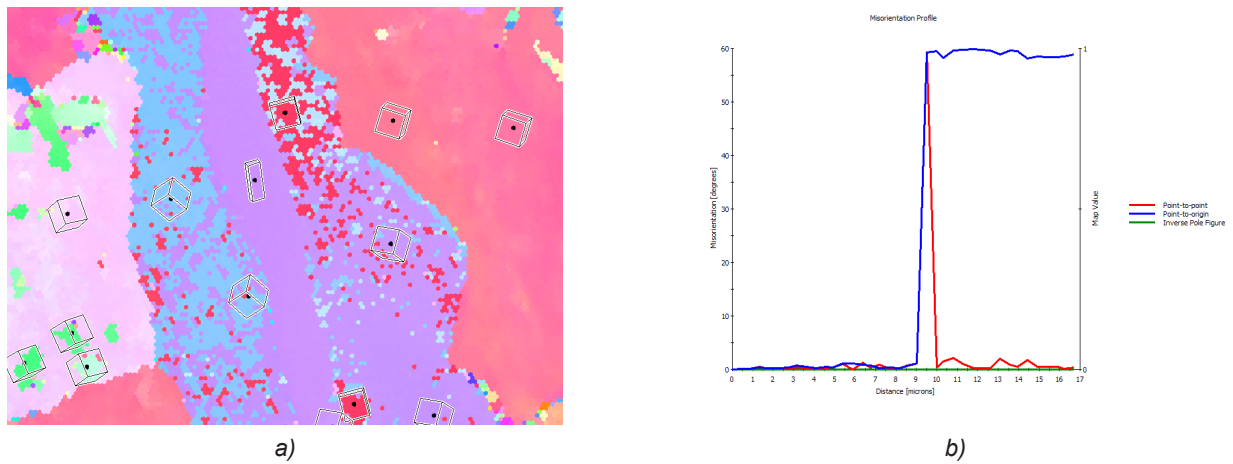 Misorientation Profile
60
50
40
30
20
10
0
Misorientation [degrees]
1
0
Map Value
0 1 2 3 4 5 6 7 8 9 10 11 12 13 14 15 16 17
Distance [microns]
Point-to-point
Point-to-origin
Inverse Pole Figure
a)
b)